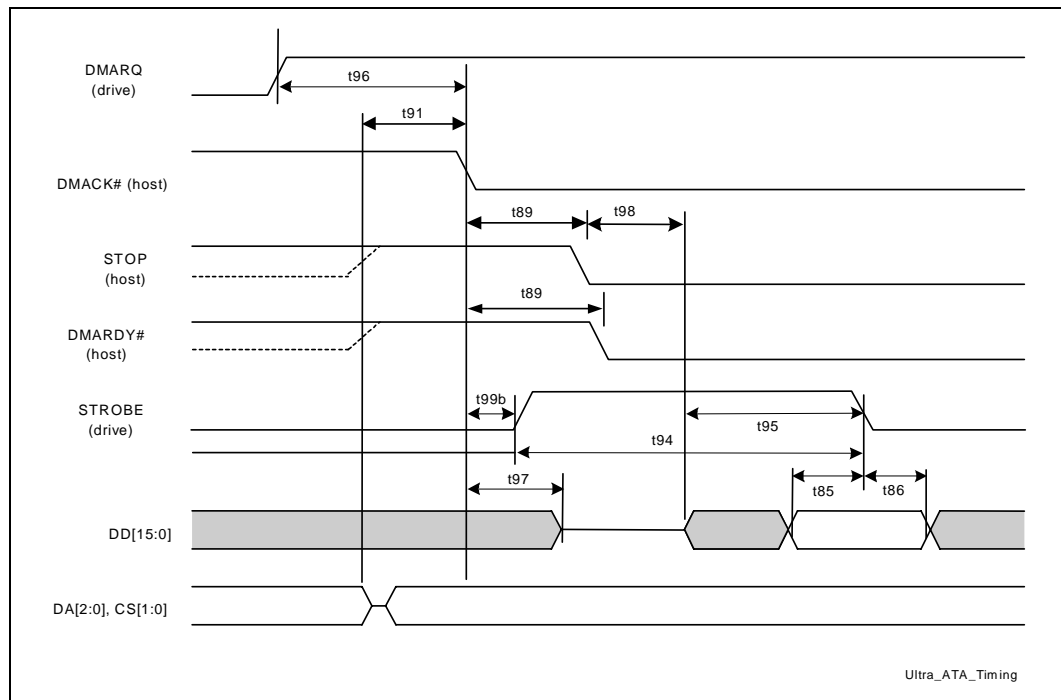 DMARQ
(drive)
t96
t91
DMACK# (host)
t89
t98
STOP
(host)
t89
DMARDY#
(host)
STROBE
(drive)
t99b
t95
t94
t97
t85
t86
DD[15:0]
DA[2:0], CS[1:0]
Ultra_ATA_Timing